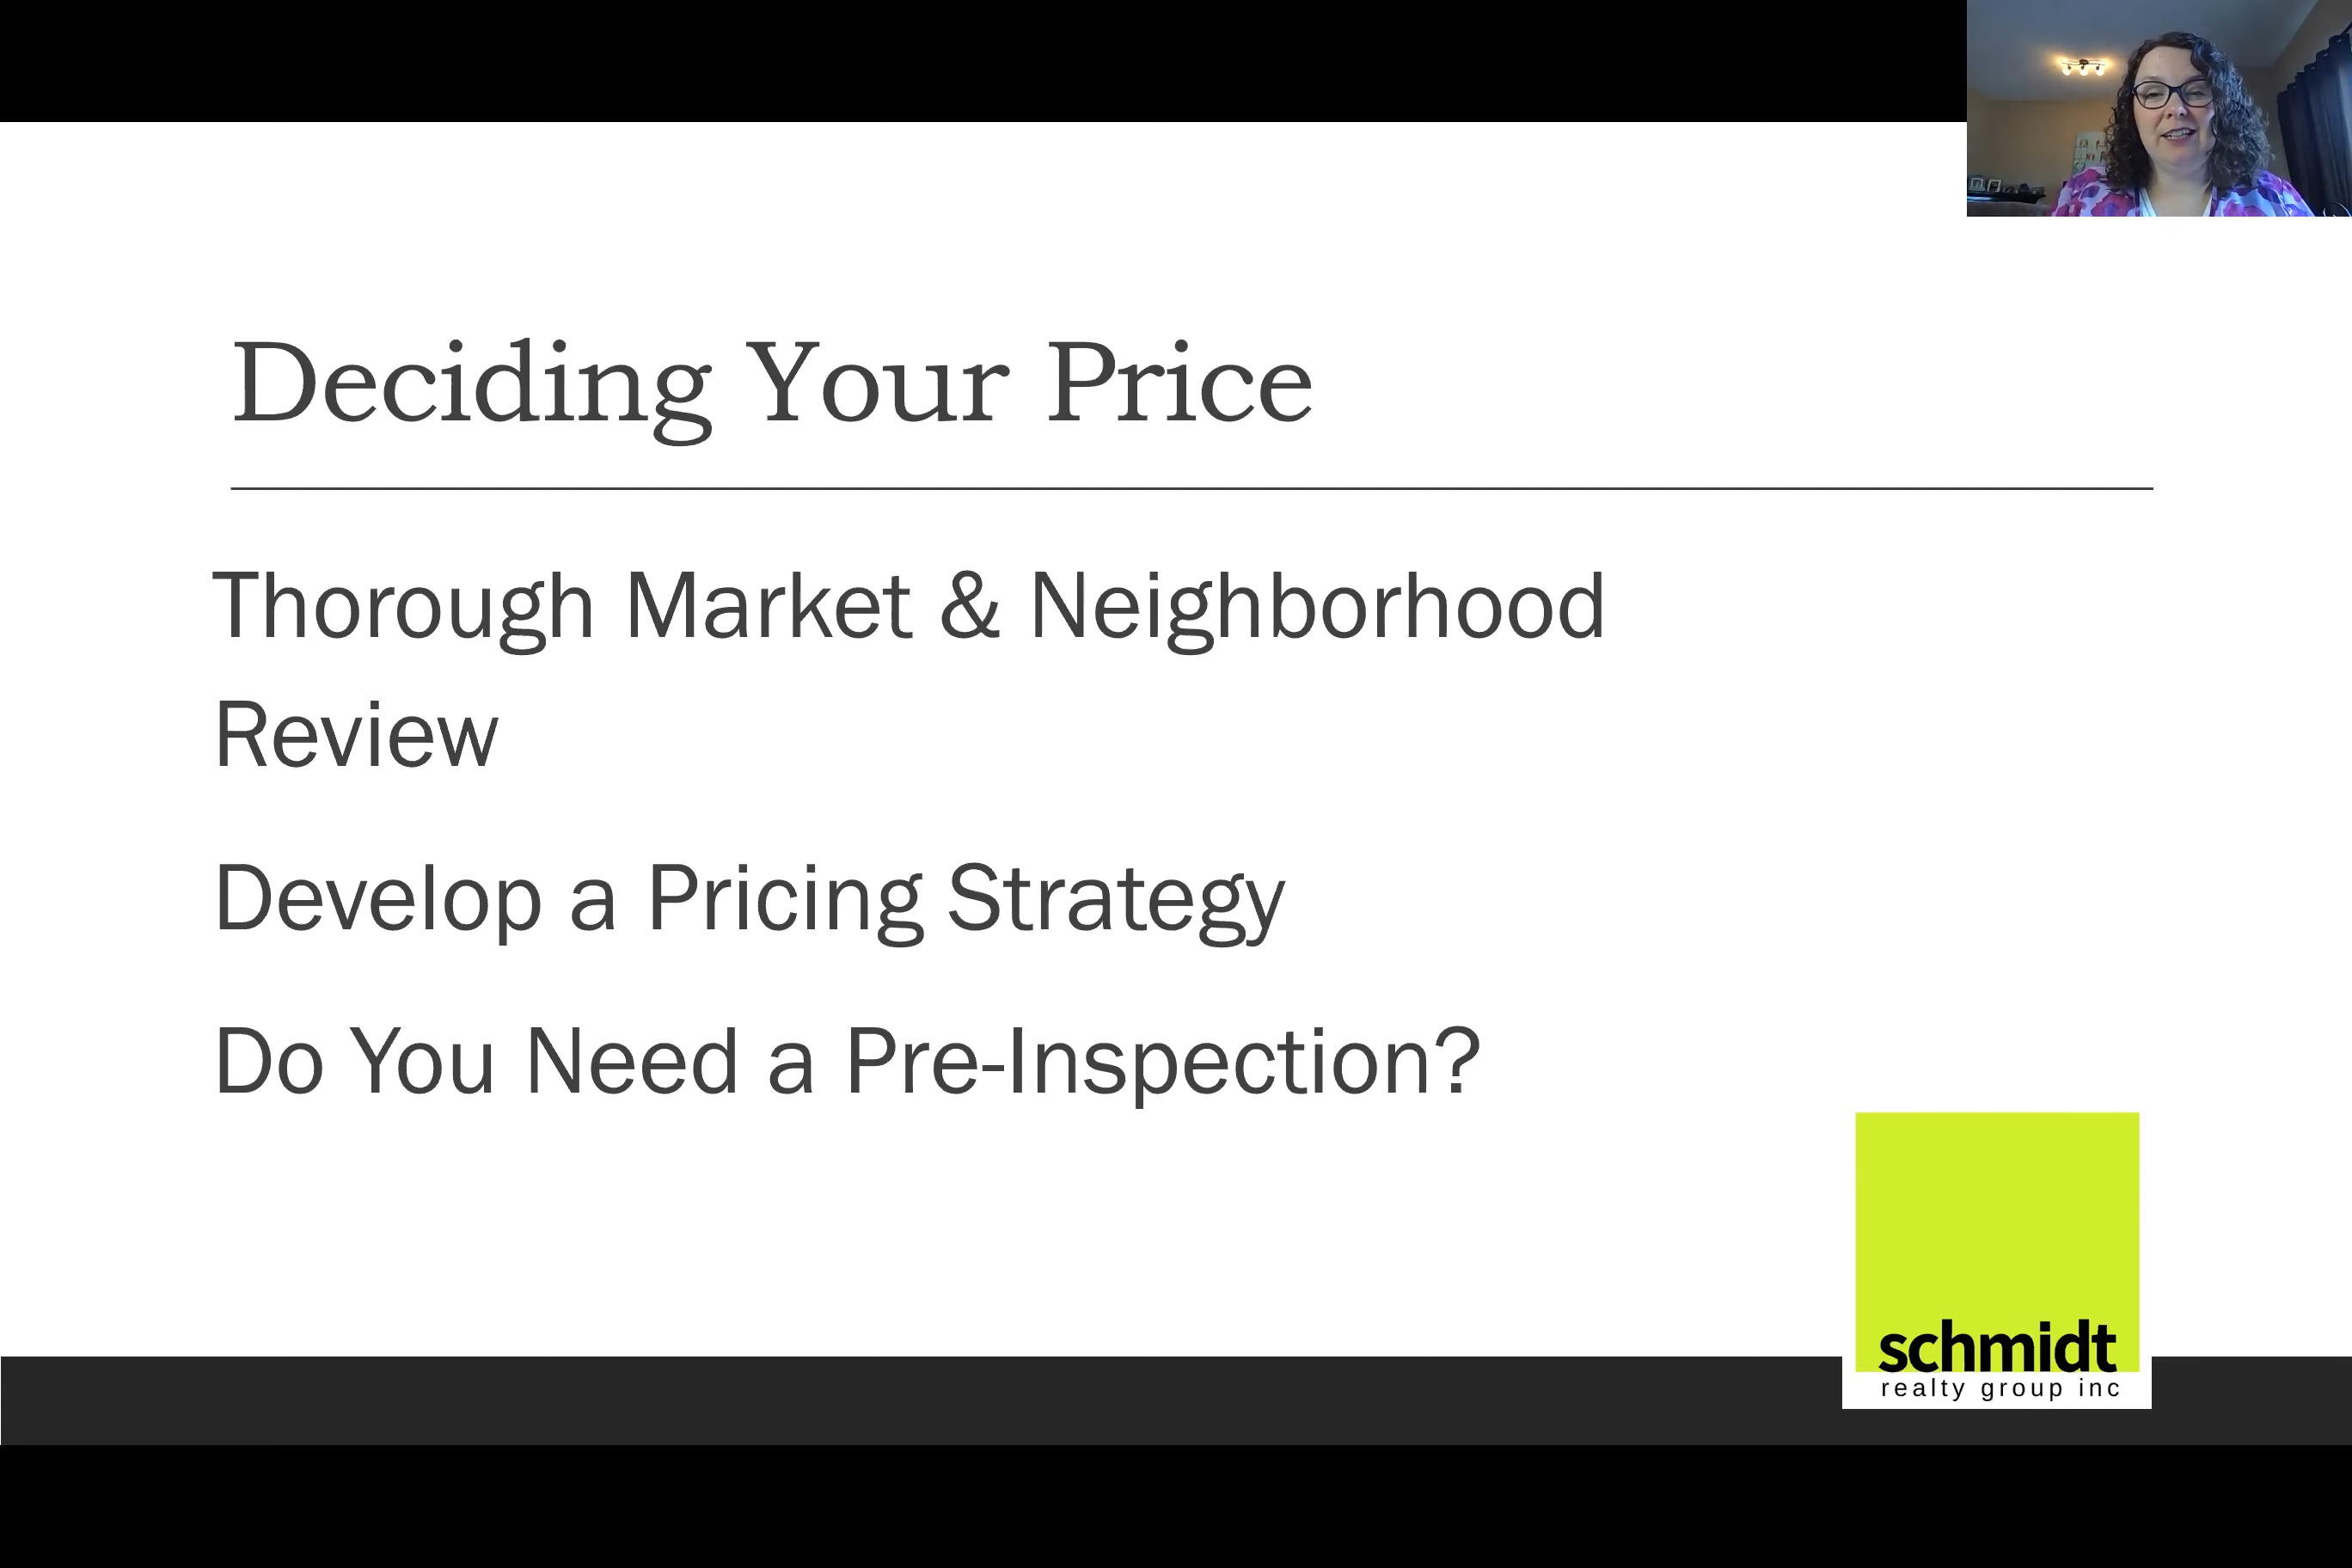 Deciding Your Price
Thorough Market & Neighborhood
Review
Develop a Pricing Strategy
Do You Need a Pre-Inspection?
schmidt
realty group inc